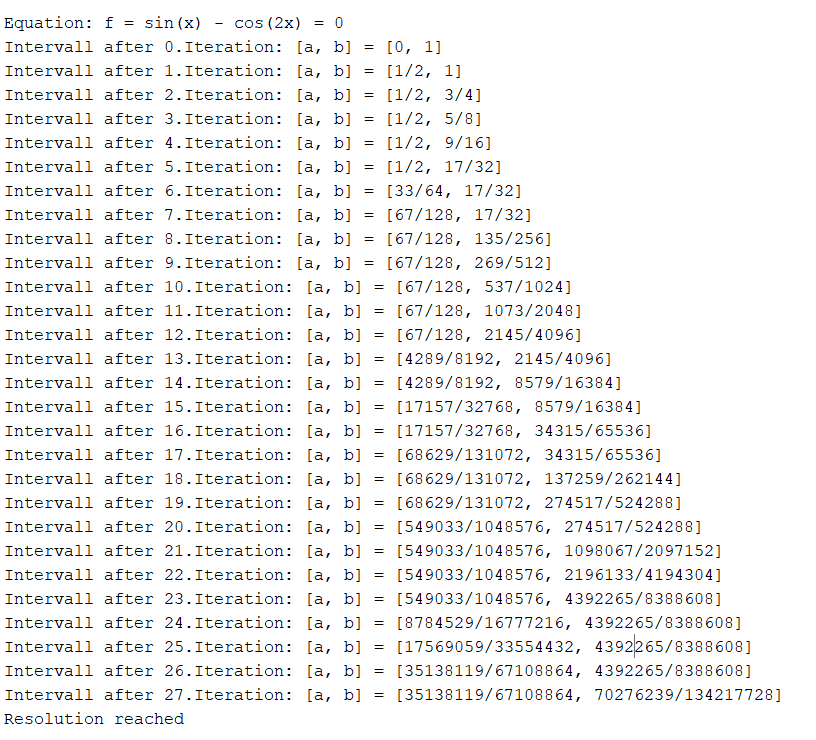 Equation: f = sin(x) - cos(2x) = 0
Intervall after 0.Iteration: [a, b] = [0, 1]
Intervall after 1.Iteration: [a, b] = [1/2, 1]
Intervall after 2.Iteration: [a, b] = [1/2, 3/4]
Intervall after 3.Iteration: [a, b] = [1/2, 5/8]
Intervall after 4.Iteration: [a, b] = [1/2, 9/16]
Intervall after 5.Iteration: [a, b] = [1/2, 17/32]
Intervall after 6.Iteration: [a, b] = [33/64, 17/32]
Intervall after 7.Iteration: [a, b] = [67/128, 17/32]
Intervall after 8.Iteration: [a, b] = [67/128, 135/256]
Intervall after 9.Iteration: [a, b] = [67/128, 269/512]
Intervall after 10.Iteration: [a, b] = [67/128, 537/1024]
Intervall after 11.Iteration: [a, b] = [67/128, 1073/2048]
Intervall after 12.Iteration: [a, b] = [67/128, 2145/4096]
Intervall after 13.Iteration: [a, b] = [4289/8192, 2145/4096]
Intervall after 14.Iteration: [a, b] = [4289/8192, 8579/16384]
Intervall after 15.Iteration: [a, b] = [17157/32768, 8579/16384]
Intervall after 16.Iteration: [a, b] = [17157/32768, 34315/65536]
Intervall after 17.Iteration: [a, b] = [68629/131072, 34315/65536]
Intervall after 18.Iteration: [a, b] = [68629/131072, 137259/262144]
Intervall after 19.Iteration: [a, b] = [68629/131072, 274517/524288]
Intervall after 20.Iteration: [a, b] = [549033/1048576, 274517/524288]
Intervall after 21.Iteration: [a, b] = [549033/1048576, 1098067/2097152]
Intervall after 22.Iteration: [a, b] = [549033/1048576, 2196133/4194304]
Intervall after 23.Iteration: [a, b] = [549033/1048576, 4392265/8388608]
Intervall after 24.Iteration: [a, b] = [8784529/16777216, 4392265/8388608]
Intervall after 25.Iteration: [a, b] = [17569059/33554432, 4392265/8388608]
Intervall after 26.Iteration: [a, b] = [35138119/67108864, 4392265/8388608]
Intervall after 27.Iteration: [a, b] = [35138119/67108864, 70276239/134217728]
Resolution reached